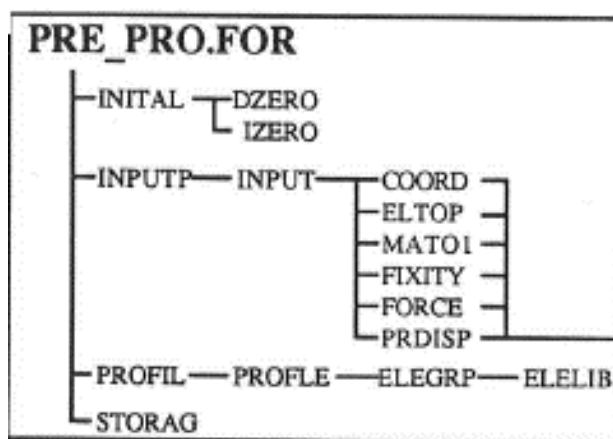 PRE_PRO.FOR
INITAL DZERO
IZERO
INPUTP INPUT COORD
ELTOP
MATO1
FIXITY
FORCE
PRDISP
PROFIL PROFLE ELEGRP ELELIB
STORAG